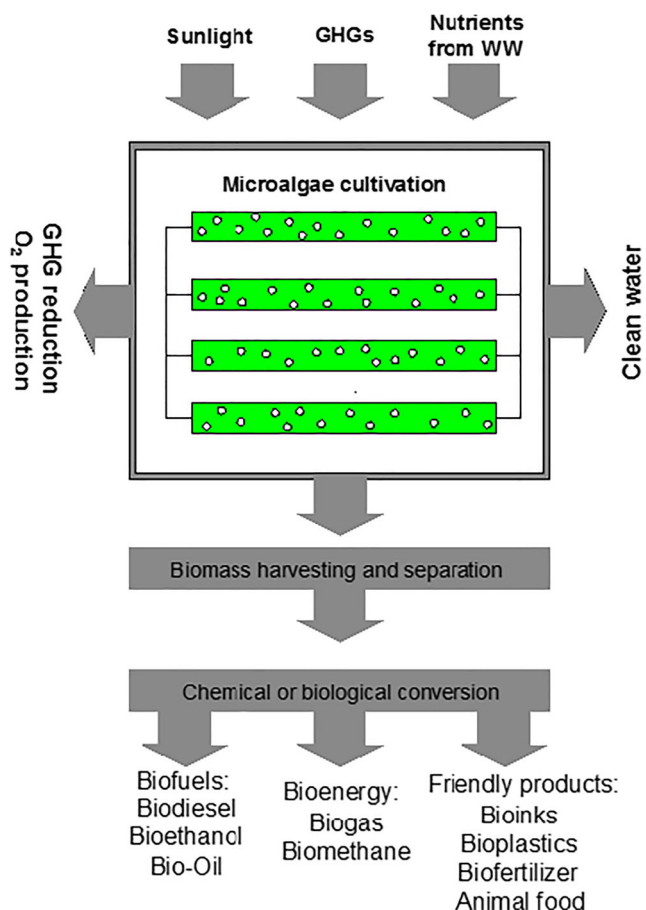 Sunlight
GHGs
Nutrients
from WW
Microalgae cultivation
GHG reduction
O₂ production
Clean water
Biomass harvesting and separation
Chemical or biological conversion
Biofuels:
Biodiesel
Bioethanol
Bio-Oil
Bioenergy:
Biogas
Biomethane
Friendly products:
Bioinks
Bioplastics
Biofertilizer
Animal food